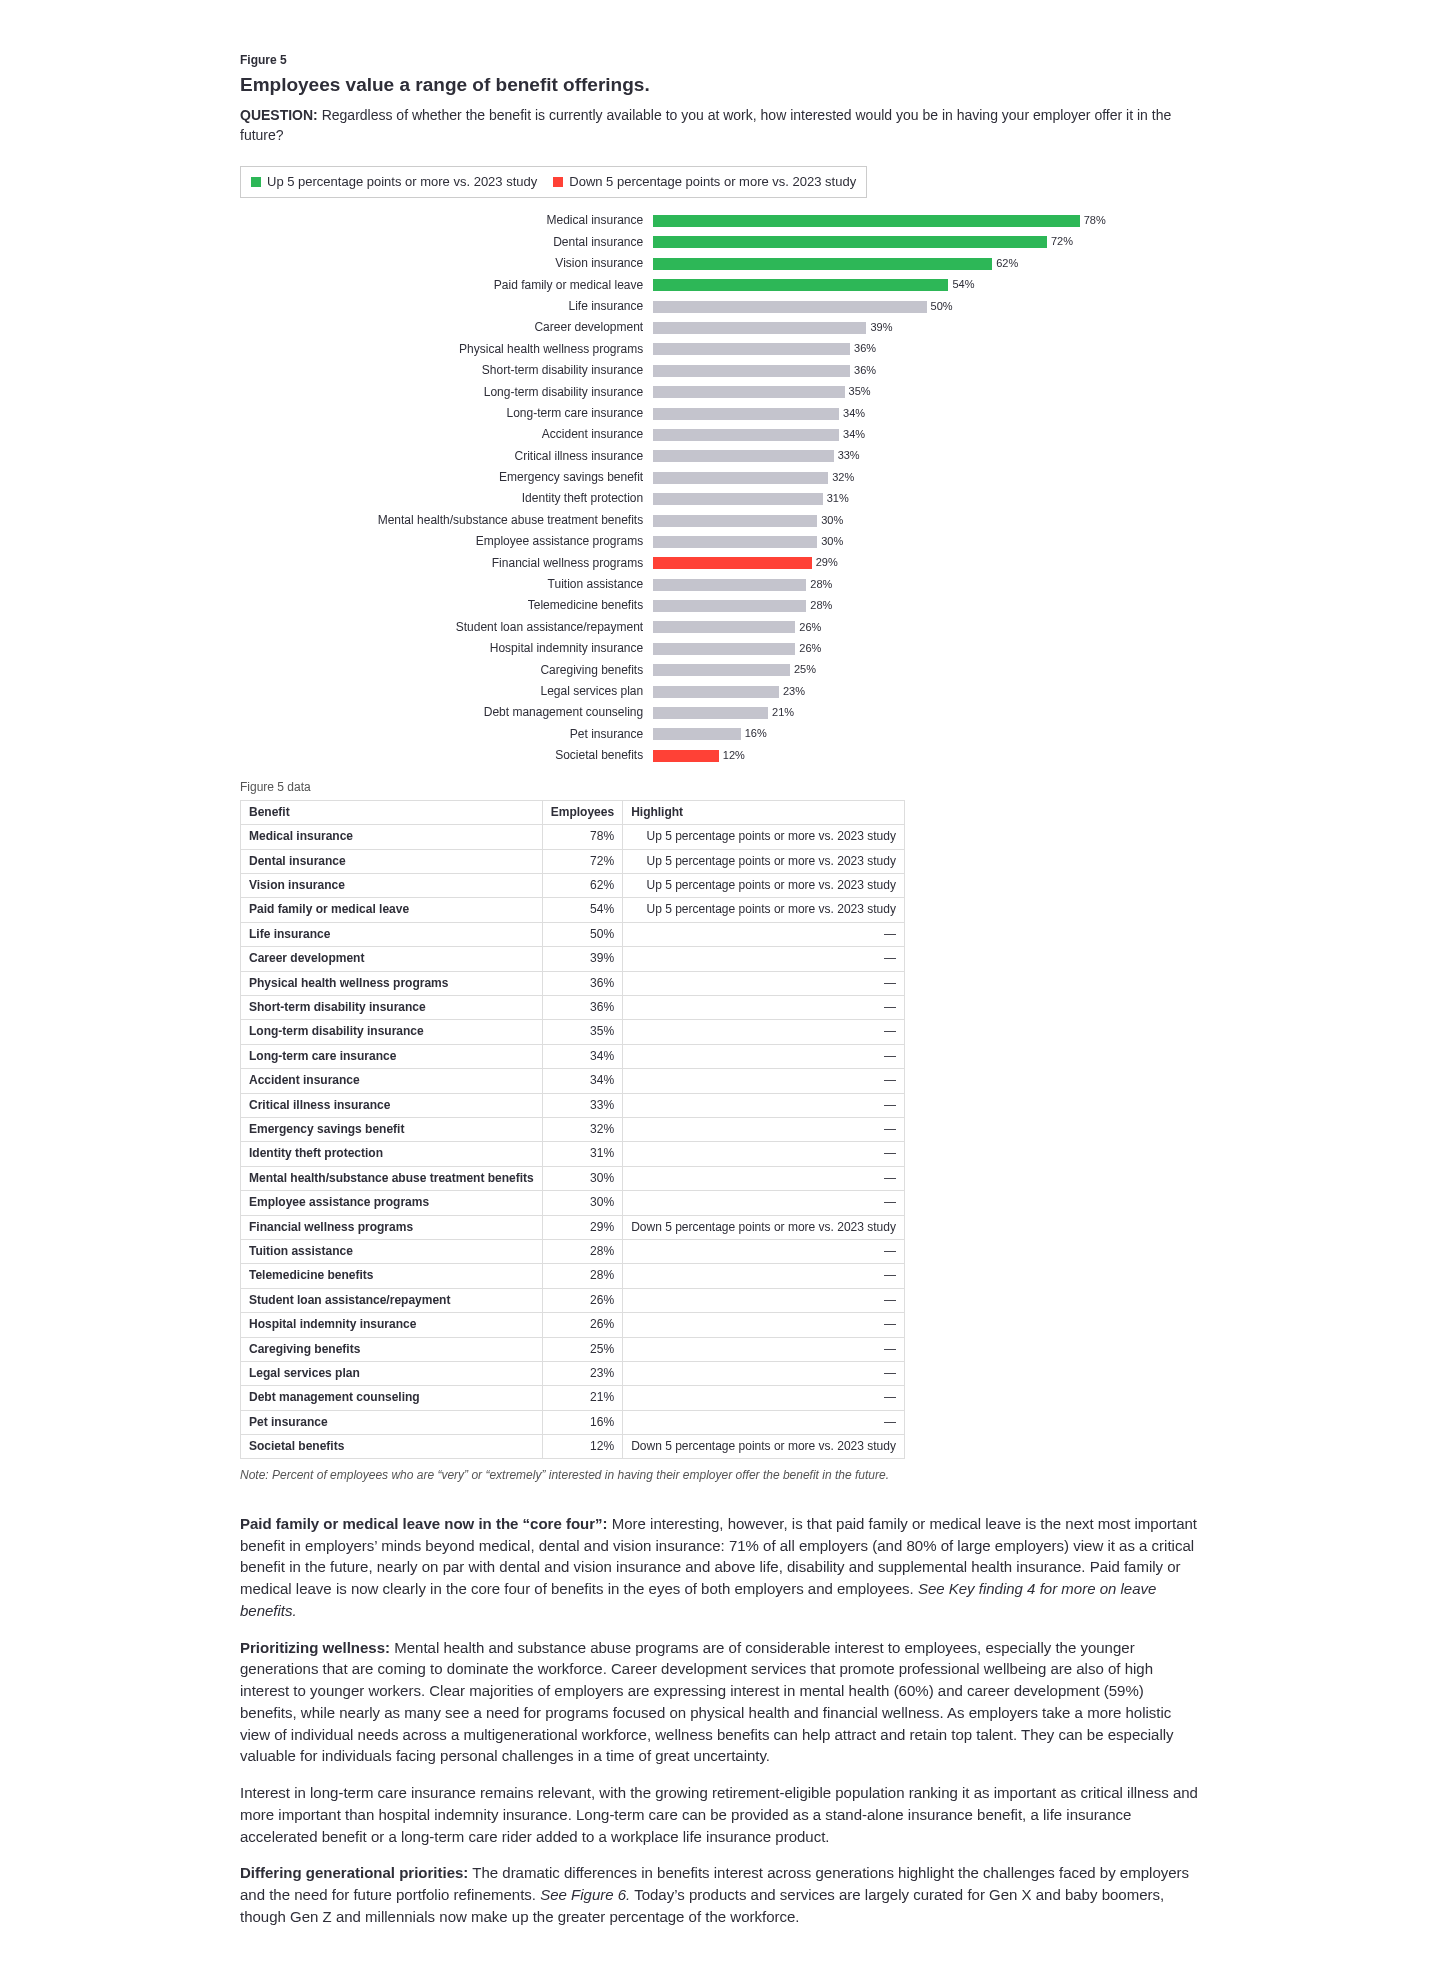 Figure 5
Employees value a range of benefit offerings.
QUESTION: Regardless of whether the benefit is currently available to you at work, how interested would you be in having your employer offer it in the
future?
Up 5 percentage points or more vs. 2023 study Down 5 percentage points or more vs. 2023 study
Medical insurance 78%
Dental insurance 72%
Vision insurance 62%
Paid family or medical leave 54%
Life insurance 50%
Career development 39%
Physical health wellness programs 36%
Short-term disability insurance 36%
Long-term disability insurance 35%
Long-term care insurance 34%
Accident insurance 34%
Critical illness insurance 33%
Emergency savings benefit 32%
Identity theft protection 31%
Mental health/substance abuse treatment benefits 30%
Employee assistance programs 30%
Financial wellness programs 29%
Tuition assistance 28%
Telemedicine benefits 28%
Student loan assistance/repayment 26%
Hospital indemnity insurance 26%
Caregiving benefits 25%
Legal services plan 23%
Debt management counseling 21%
Pet insurance 16%
Societal benefits 12%
Figure 5 data
Benefit Employees Highlight
Medical insurance 78% Up 5 percentage points or more vs. 2023 study
Dental insurance 72% Up 5 percentage points or more vs. 2023 study
Vision insurance 62% Up 5 percentage points or more vs. 2023 study
Paid family or medical leave 54% Up 5 percentage points or more vs. 2023 study
Life insurance 50% —
Career development 39% —
Physical health wellness programs 36% —
Short-term disability insurance 36% —
Long-term disability insurance 35% —
Long-term care insurance 34% —
Accident insurance 34% —
Critical illness insurance 33% —
Emergency savings benefit 32% —
Identity theft protection 31% —
Mental health/substance abuse treatment benefits 30% —
Employee assistance programs 30% —
Financial wellness programs 29% Down 5 percentage points or more vs. 2023 study
Tuition assistance 28% —
Telemedicine benefits 28% —
Student loan assistance/repayment 26% —
Hospital indemnity insurance 26% —
Caregiving benefits 25% —
Legal services plan 23% —
Debt management counseling 21% —
Pet insurance 16% —
Societal benefits 12% Down 5 percentage points or more vs. 2023 study
Note: Percent of employees who are “very” or “extremely” interested in having their employer offer the benefit in the future.
Paid family or medical leave now in the “core four”: More interesting, however, is that paid family or medical leave is the next most important
benefit in employers’ minds beyond medical, dental and vision insurance: 71% of all employers (and 80% of large employers) view it as a critical
benefit in the future, nearly on par with dental and vision insurance and above life, disability and supplemental health insurance. Paid family or
medical leave is now clearly in the core four of benefits in the eyes of both employers and employees. See Key finding 4 for more on leave
benefits.
Prioritizing wellness: Mental health and substance abuse programs are of considerable interest to employees, especially the younger
generations that are coming to dominate the workforce. Career development services that promote professional wellbeing are also of high
interest to younger workers. Clear majorities of employers are expressing interest in mental health (60%) and career development (59%)
benefits, while nearly as many see a need for programs focused on physical health and financial wellness. As employers take a more holistic
view of individual needs across a multigenerational workforce, wellness benefits can help attract and retain top talent. They can be especially
valuable for individuals facing personal challenges in a time of great uncertainty.
Interest in long-term care insurance remains relevant, with the growing retirement-eligible population ranking it as important as critical illness and
more important than hospital indemnity insurance. Long-term care can be provided as a stand-alone insurance benefit, a life insurance
accelerated benefit or a long-term care rider added to a workplace life insurance product.
Differing generational priorities: The dramatic differences in benefits interest across generations highlight the challenges faced by employers
and the need for future portfolio refinements. See Figure 6. Today’s products and services are largely curated for Gen X and baby boomers,
though Gen Z and millennials now make up the greater percentage of the workforce.